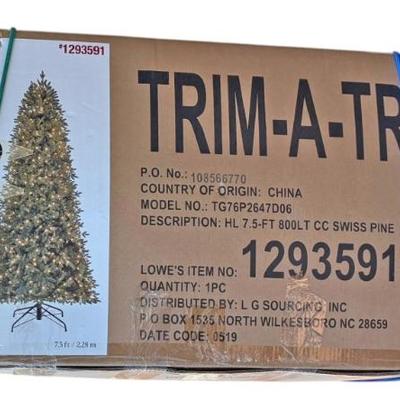 #1293591
TRIM-A-TR
P.O. No.: 108566770
COUNTRY OF ORIGIN: CHINA
MODEL NO.: TG76P2647D06
DESCRIPTION: HL 7.5-FT 800LT CC SWISS PINE
LOWE'S ITEM NO: 1293591
QUANTITY: 1PC
DISTRIBUTED BY: L G SOURCING, INC
P O BOX 1535 NORTH WILKESBORO NC 28659
DATE CODE: 0519
7.5 ft / 2.28 m